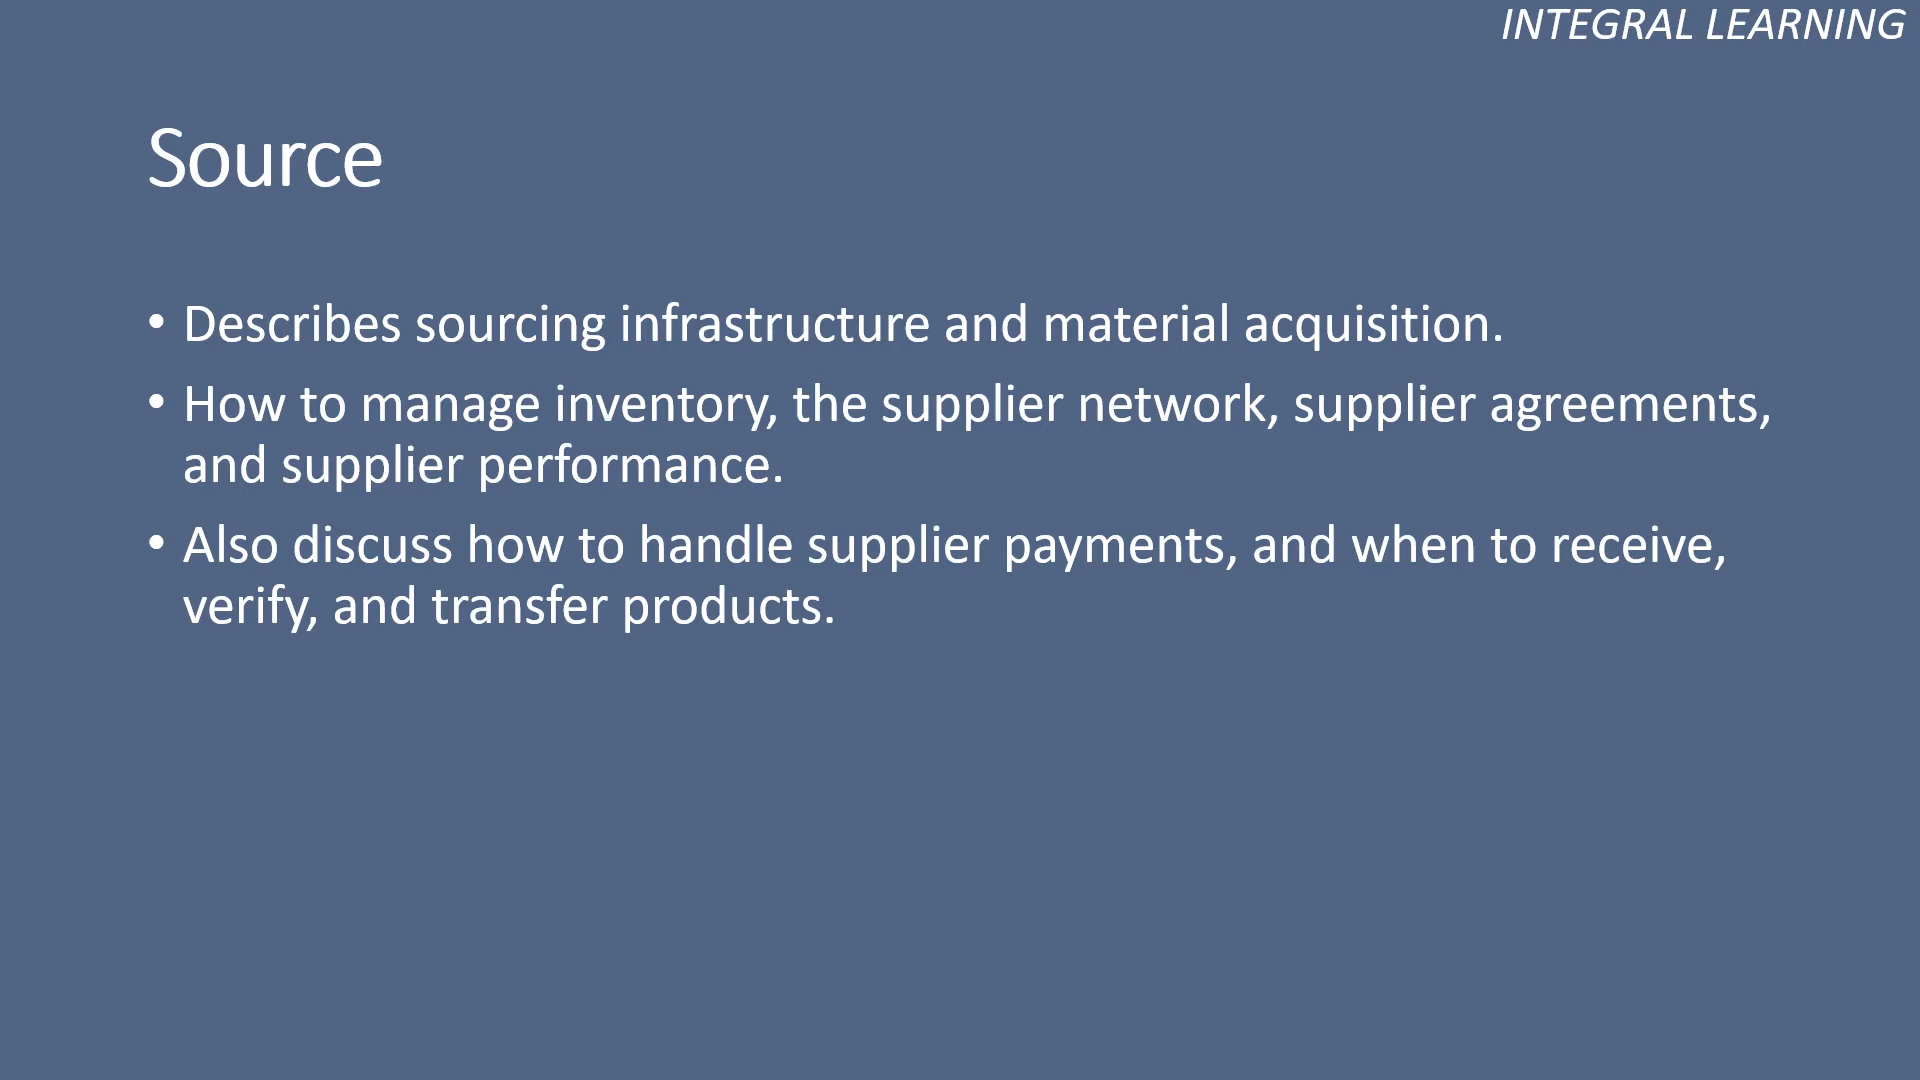 INTEGRAL LEARNING
Source
• Describes sourcing infrastructure and material acquisition.
• How to manage inventory, the supplier network, supplier agreements,
and supplier performance.
• Also discuss how to handle supplier payments, and when to receive,
verify, and transfer products.